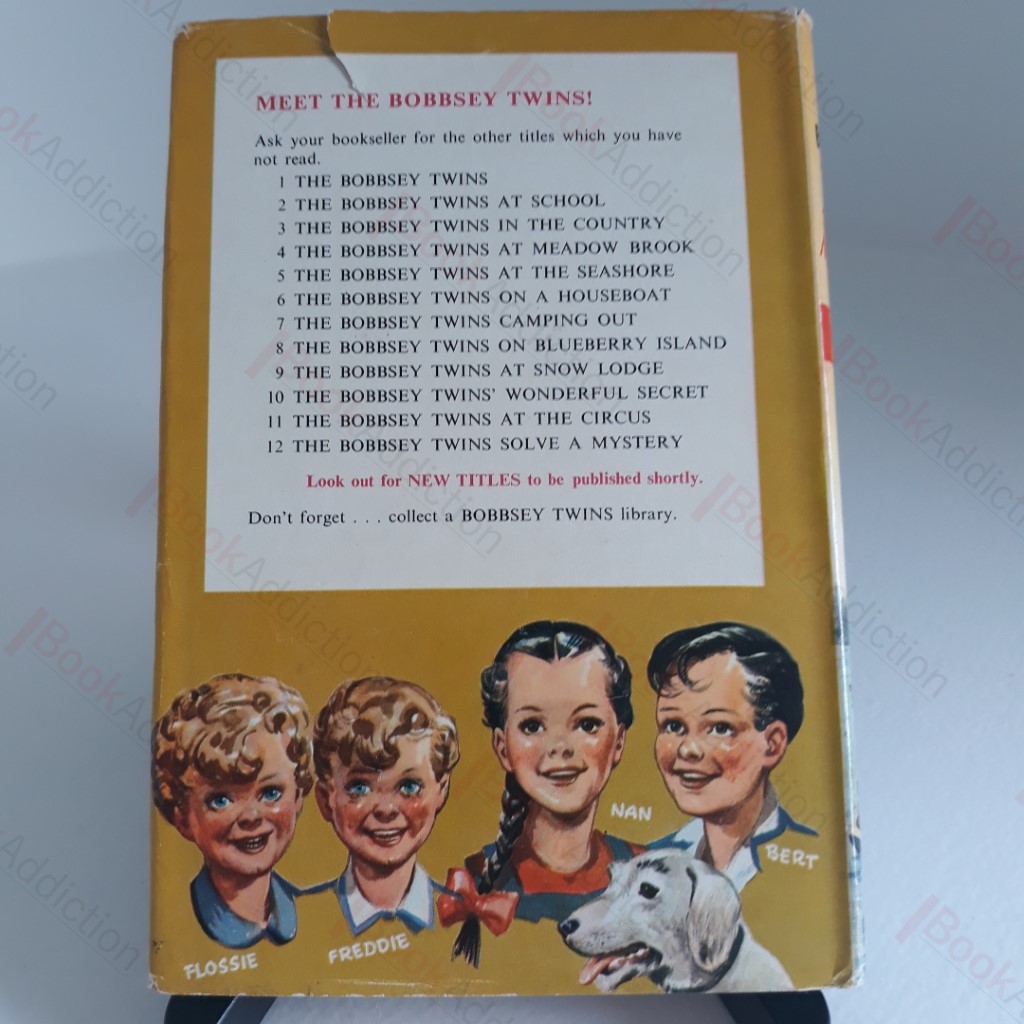 MEET THE BOBBSEY TWINS!
Ask your bookseller for the other titles which you have
not read.
1 THE BOBBSEY TWINS
2 THE BOBBSEY TWINS AT SCHOOL
3 THE BOBBSEY TWINS IN THE COUNTRY
4 THE BOBBSEY TWINS AT MEADOW BROOK
5 THE BOBBSEY TWINS AT THE SEASHORE
6 THE BOBBSEY TWINS ON A HOUSEBOAT
7 THE BOBBSEY TWINS CAMPING OUT
8 THE BOBBSEY TWINS ON BLUEBERRY ISLAND
9 THE BOBBSEY TWINS AT SNOW LODGE
10 THE BOBBSEY TWINS' WONDERFUL SECRET
11 THE BOBBSEY TWINS AT THE CIRCUS
12 THE BOBBSEY TWINS SOLVE A MYSTERY
Look out for NEW TITLES to be published shortly.
Don't forget . . . collect a BOBBSEY TWINS library.
NAN
BERT
FREDDIE
FLOSSIE
BookAddiction